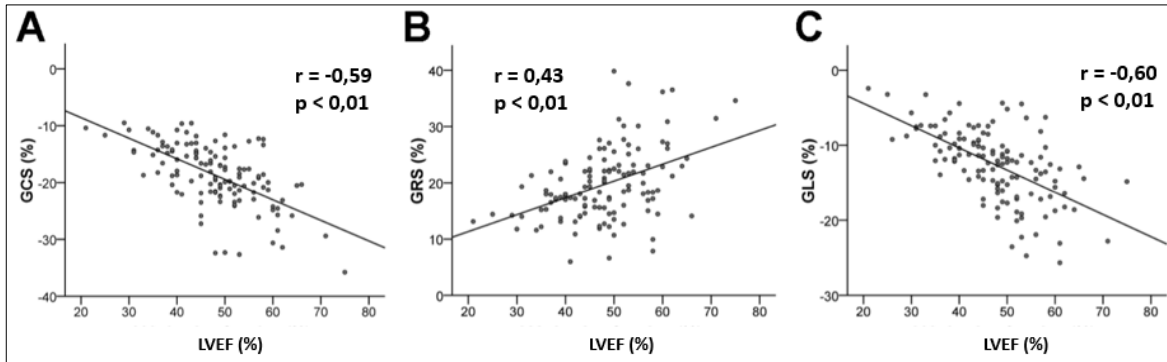 A
GCS (%)
0
-10
-20
-30
-40
r = -0,59
p < 0,01
20 30 40 50 60 70 80
LVEF (%)
B
GRS (%)
40
30
20
10
0
r = 0,43
p < 0,01
20 30 40 50 60 70 80
LVEF (%)
C
GLS (%)
0
-10
-20
-30
r = -0,60
p < 0,01
20 30 40 50 60 70 80
LVEF (%)